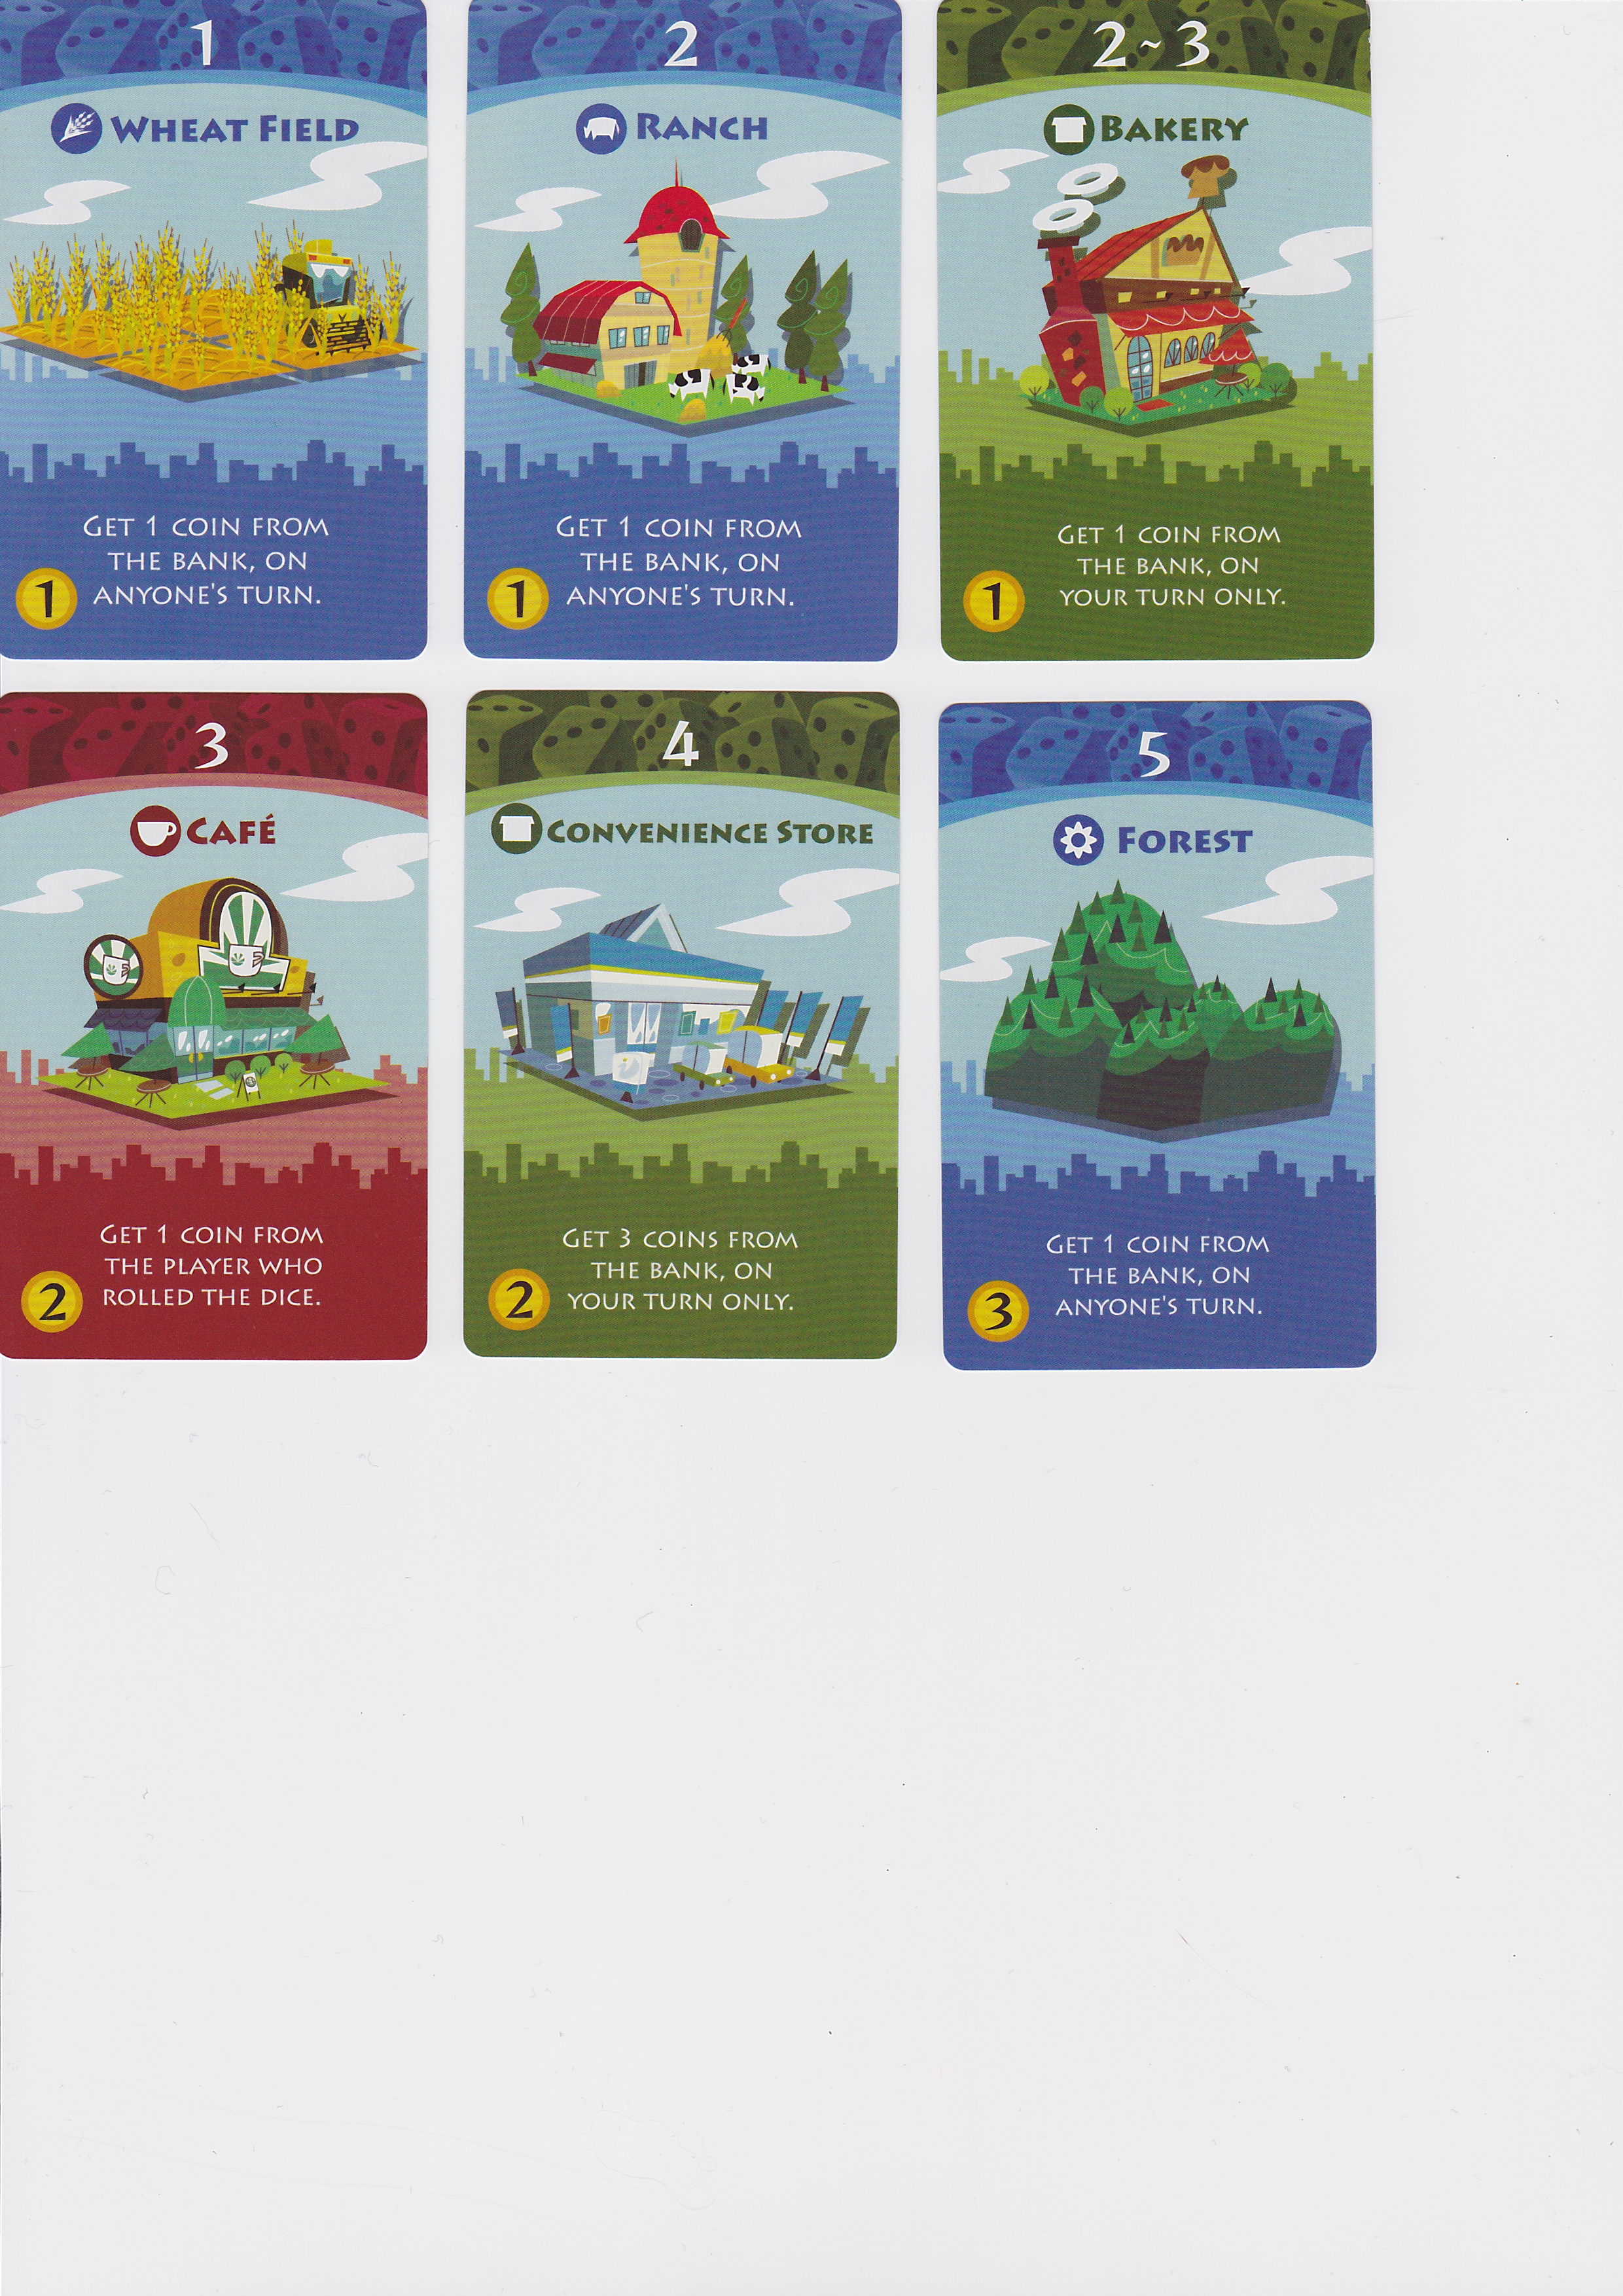 1
WHEAT FIELD
GET 1 COIN FROM
THE BANK, ON
ANYONE'S TURN.
1
2
RANCH
GET 1 COIN FROM
THE BANK, ON
ANYONE'S TURN.
1
2~3
BAKERY
GET 1 COIN FROM
THE BANK, ON
YOUR TURN ONLY.
1
3
CAFÉ
GET 1 COIN FROM
THE PLAYER WHO
ROLLED THE DICE.
2
4
CONVENIENCE STORE
GET 3 COINS FROM
THE BANK, ON
YOUR TURN ONLY.
2
5
FOREST
GET 1 COIN FROM
THE BANK, ON
ANYONE'S TURN.
3